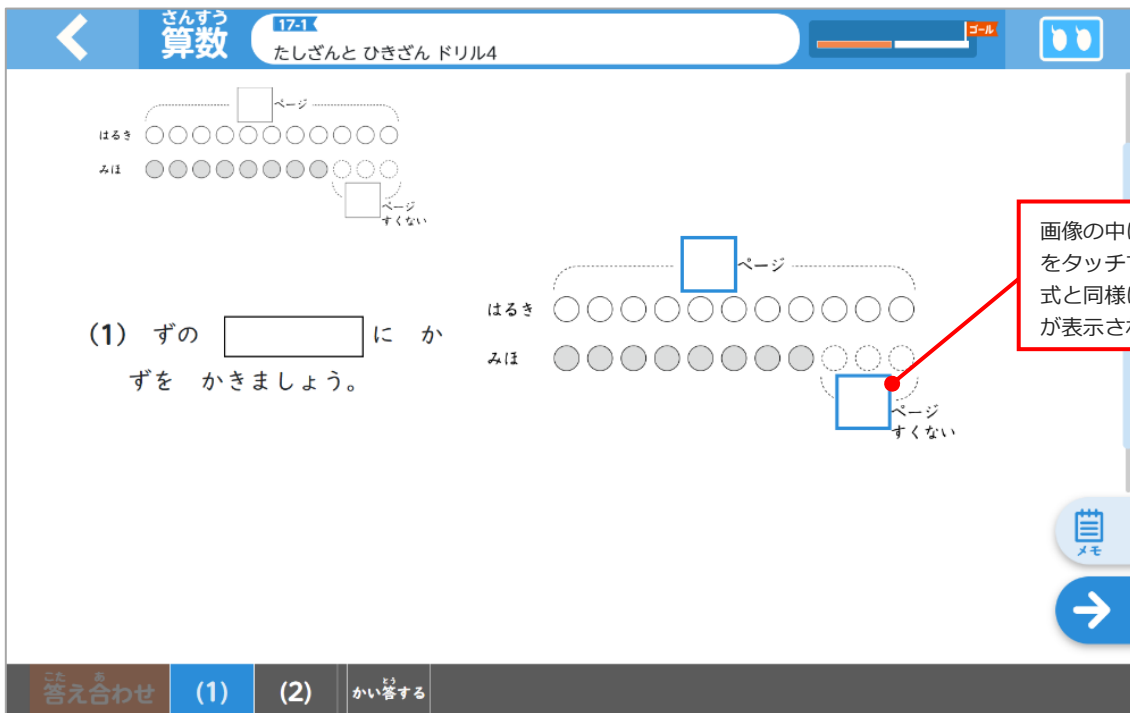 さんすう
算数
17-1
たしざんと ひきざん ドリル4
ゴール
ページ
はるき
みほ
ページ
すくない
ページ
はるき
みほ
ページ
すくない
(1) ずの に か
ずを かきましょう。
画像の中
をタッチ
式と同様
が表示さ
メモ
こた あ
答え合わせ
(1)
(2)
とう
かい答する